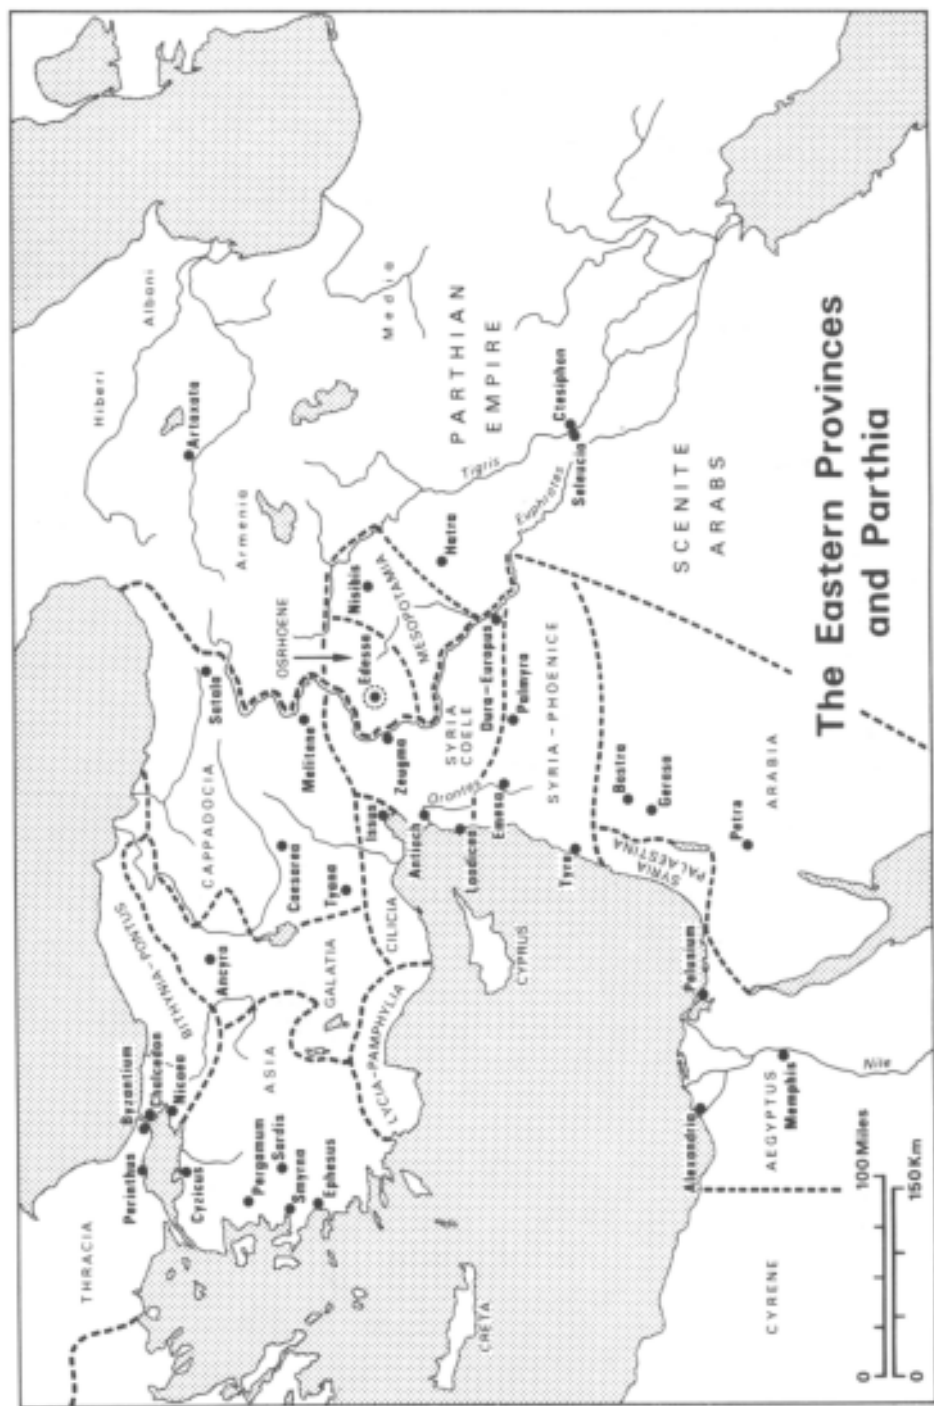 THRACIA
Perinthus
Byzantium
Chalcedon
Nicaea
Cyzicus
BITHYNIA-PONTUS
Pergamum
Sardis
Smyrna
Ephesus
ASIA
Ancyra
GALATIA
CAPPADOCIA
Caesarea
Tyana
LYCIA-PAMPHYLIA
CILICIA
Satala
Melitene
Armenia
Hiberi
Albani
Artaxata
Media
OSRHOENE
Edessa
Nisibis
MESOPOTAMIA
Hatra
Zeugma
Issus
Antioch
Orontes
Laodicea
SYRIA
COELE
Dura-Europus
Palmyra
Emesa
SYRIA-PHOENICE
PARTHIAN
EMPIRE
Tigris
Euphrates
Ctesiphon
Seleucia
CRETA
CYPRUS
Tyre
SYRIA
PALAESTINA
Bostra
Gerasa
Petra
ARABIA
SCENITE
ARABS
CYRENE
Alexandria
AEGYPTUS
Memphis
Pelusium
Nile
The Eastern Provinces
and Parthia
0
100 Miles
0
150 Km